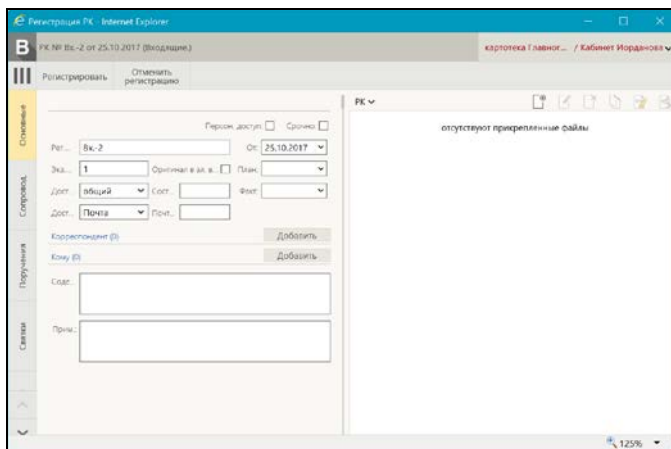 Регистрация РК - Internet Explorer
РК № Вх.-2 от 25.10.2017 (Входящие.)
картотека Главног... / Кабинет Иорданова
Регистрировать
Отменить регистрацию
Основные
Сопровод.
Поручения
Связки
Персон. доступ
Срочно
Рег...
Вх.-2
От:
25.10.2017
Экз...
1
Оригинал в эл. в...
План:
Дост...
общий
Сост...
Факт:
Дост...
Почта
Почт...
Корреспондент (0)
Добавить
Кому (0)
Добавить
Содe...
Прим.:
РК
отсутствуют прикрепленные файлы
125%